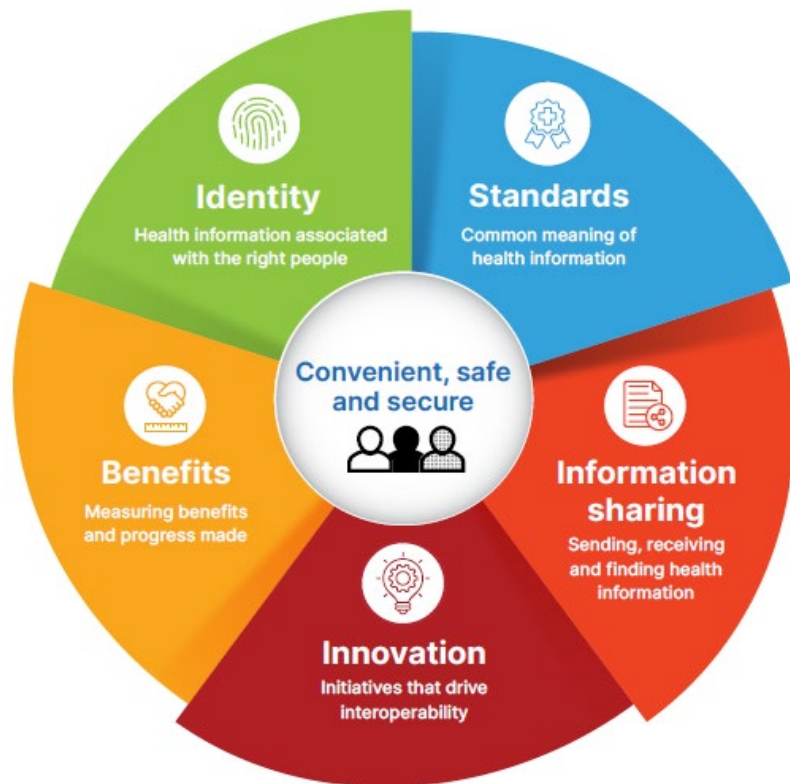 Identity
Health information associated
with the right people
Standards
Common meaning of
health information
Convenient, safe
and secure
Benefits
Measuring benefits
and progress made
Information
sharing
Sending, receiving
and finding health
information
Innovation
Initiatives that drive
interoperability